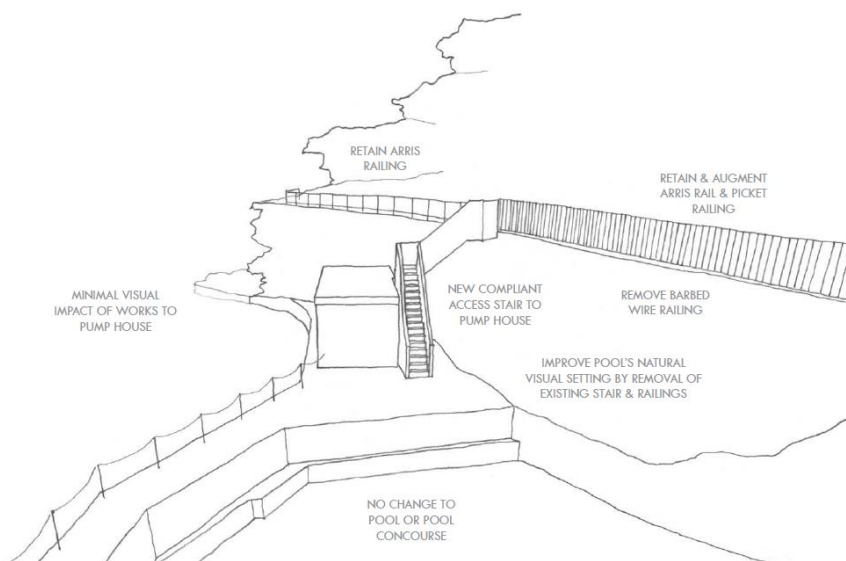 RETAIN ARRIS
RAILING
RETAIN & AUGMENT
ARRIS RAIL & PICKET
RAILING
MINIMAL VISUAL
IMPACT OF WORKS TO
PUMP HOUSE
NEW COMPLIANT
ACCESS STAIR TO
PUMP HOUSE
REMOVE BARBED
WIRE RAILING
IMPROVE POOL'S NATURAL
VISUAL SETTING BY REMOVAL OF
EXISTING STAIR & RAILINGS
NO CHANGE TO
POOL OR POOL
CONCOURSE